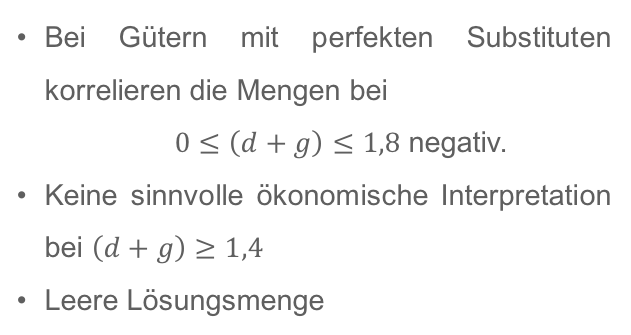 • Bei Gütern mit perfekten Substituten
korrelieren die Mengen bei
0 ≤ (d + g) ≤ 1,8 negativ.
• Keine sinnvolle ökonomische Interpretation
bei (d + g) ≥ 1,4
• Leere Lösungsmenge